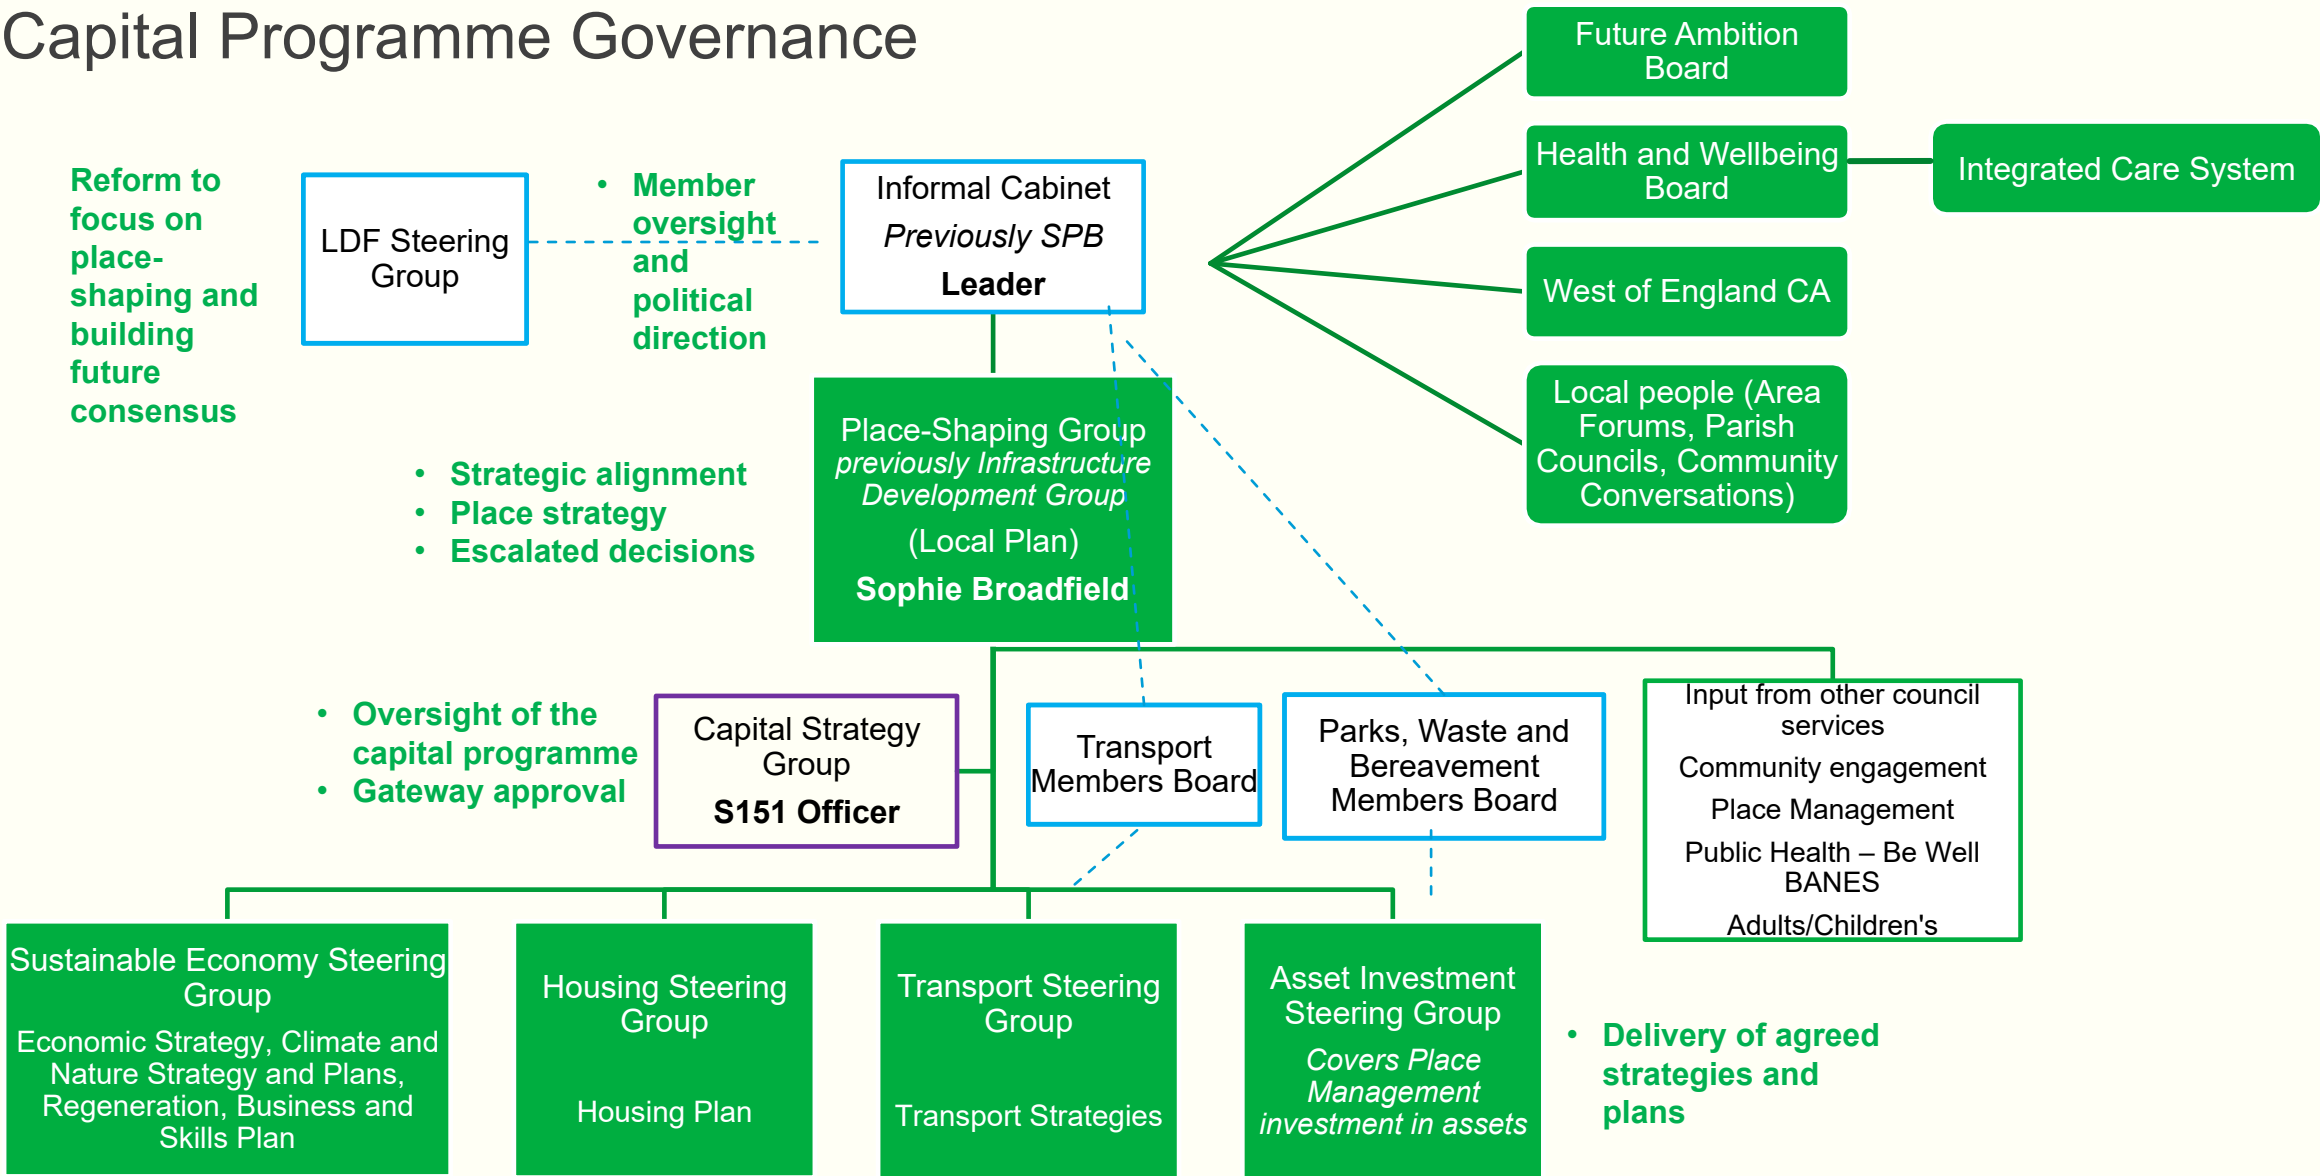 Capital Programme Governance
Future Ambition
Board
Health and Wellbeing
Board
Integrated Care System
West of England CA
Local people (Area
Forums, Parish
Councils, Community
Conversations)
Reform to
focus on
place-
shaping and
building
future
consensus
LDF Steering
Group
• Member
oversight
and
political
direction
Informal Cabinet
Previously SPB
Leader
• Strategic alignment
• Place strategy
• Escalated decisions
Place-Shaping Group
previously Infrastructure
Development Group
(Local Plan)
Sophie Broadfield
• Oversight of the
capital programme
• Gateway approval
Capital Strategy
Group
S151 Officer
Transport
Members Board
Parks, Waste and
Bereavement
Members Board
Input from other council
services
Community engagement
Place Management
Public Health – Be Well
BANES
Adults/Children's
Sustainable Economy Steering
Group
Economic Strategy, Climate and
Nature Strategy and Plans,
Regeneration, Business and
Skills Plan
Housing Steering
Group
Housing Plan
Transport Steering
Group
Transport Strategies
Asset Investment
Steering Group
Covers Place
Management
investment in assets
• Delivery of agreed
strategies and
plans